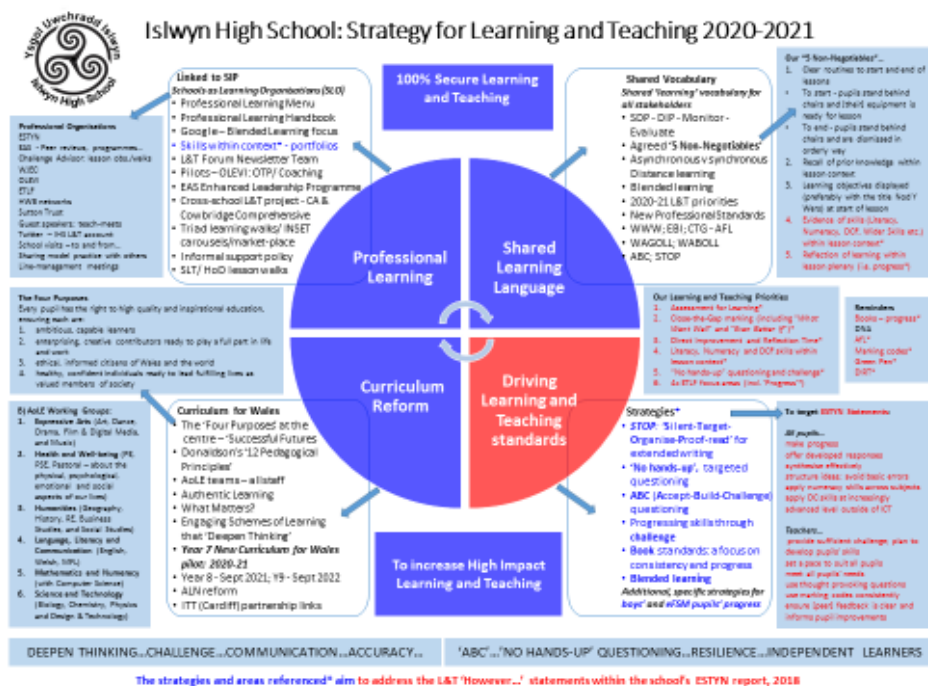 Islwyn High School: Strategy for Learning and Teaching 2020-2021
Ysgol Uwchradd Islwyn
Islwyn High School
Linked to SIP
Schools as Learning Organisations (SLO)
• Professional Learning Menu
• Professional Learning Handbook
• Google – Blended Learning focus
• Skills within context* - portfolios
• L&T Forum Newsletter Team
• Pilots – OLEVI: OTP/ Coaching
• EAS Enhanced Leadership Programme
• Cross-school L&T project - CA &
Cowbridge Comprehensive
• Triad learning walks/ INSET
carousels/market-place
• Informal support policy
• SLT/ HoD lesson walks
100% Secure Learning
and Teaching
Shared Vocabulary
Shared 'learning' vocabulary for
all stakeholders:
• SDP - DIP - Monitor -
Evaluate
• Agreed '5 Non-Negotiables'
• Asynchronous v synchronous
Distance learning
• Blended learning
• 2020-21 L&T priorities
• New Professional Standards
• WWW; EBI; CTG - AFL
• WAGOLL; WABOLL
• ABC; STOP
Our "5 Non-Negotiables"...
1. Clear routines to start and end of
lessons
• To start - pupils stand behind
chairs and (their) equipment is
ready for lesson
• To end - pupils stand behind
chairs and are dismissed in
orderly way
2. Recall of prior knowledge within
lesson context
3. Learning objectives displayed
(preferably with the title Nod Y
Wers) at start of lesson
4. Evidence of skills (Literacy,
Numeracy, DCF, Wider Skills etc.)
within lesson context*
5. Reflection of learning within
lesson plenary (i.e. progress*)
Professional Organisations
ESTYN
EAS - Peer reviews, programmes...
Challenge Advisor: lesson obs/walks
WJEC
OLEVI
ETLF
HWB networks
Sutton Trust
Guest speakers; teach-meets
Twitter – IHS L&T account
School visits – to and from...
Sharing model practice with others
Line-management meetings
Professional
Learning
Shared
Learning
Language
Curriculum
Reform
Driving
Learning and
Teaching
standards
The Four Purposes
Every pupil has the right to high quality and inspirational education,
ensuring each are:
1. ambitious, capable learners
2. enterprising, creative contributors ready to play a full part in life
and work
3. ethical, informed citizens of Wales and the world
4. healthy, confident individuals ready to lead fulfilling lives as
valued members of society
Our Learning and Teaching Priorities
1. Assessment for Learning*
2. Close-the-Gap marking (including "What
Went Well" and "Even Better If")*
3. Direct Improvement and Reflection Time*
4. Literacy, Numeracy and DCF skills within
lesson context*
5. "No hands-up" questioning and challenge*
6. As ETLF focus areas (incl. "Progress")
Reminders
Books – progress*
DNA
AFL*
Marking codes*
Green Pen*
DIRT*
6) AoLE Working Groups:
1. Expressive Arts (Art, Dance,
Drama, Film & Digital Media,
and Music)
2. Health and Well-being (PE,
PSE, Pastoral – about the
physical, psychological,
emotional and social
aspects of our lives)
3. Humanities (Geography,
History, RE, Business
Studies, and Social Studies)
4. Language, Literacy and
Communication (English,
Welsh, MFL)
5. Mathematics and Numeracy
(with Computer Science)
6. Science and Technology
(Biology, Chemistry, Physics
and Design & Technology)
Curriculum for Wales
• The 'Four Purposes' at the
centre – 'Successful Futures
• Donaldson's '12 Pedagogical
Principles'
• AoLE teams – all staff
• Authentic Learning
• What Matters?
• Engaging Schemes of Learning
that 'Deepen Thinking'
• Year 7 New Curriculum for Wales
pilot: 2020-21
• Year 8 - Sept 2021; Y9 - Sept 2022
• ALN reform
• ITT (Cardiff) partnership links
To increase High Impact
Learning and Teaching
Strategies*
• STOP: 'Silent-Target-
Organise-Proof-read' for
extended writing
• 'No hands-up', targeted
questioning
• ABC (Accept-Build-Challenge)
questioning
• Progressing skills through
challenge
• Book standards: a focus on
consistency and progress
• Blended learning
Additional, specific strategies for
boys' and eFSM pupils' progress
To target ESTYN Statements:
All pupils...
make progress
offer developed responses
synthesise effectively
structure ideas; avoid basic errors
apply numeracy skills across subjects
apply DC skills at increasingly
advanced level outside of ICT
Teachers...
provide sufficient challenge, plan to
develop pupils' skills
set a pace to suit all pupils
meet all pupils' needs
use thought provoking questions
use marking codes consistently
ensure (peer) feedback is clear and
informs pupil improvements
DEEPEN THINKING...CHALLENGE...COMMUNICATION...ACCURACY...
'ABC'...'NO HANDS-UP' QUESTIONING...RESILIENCE...INDEPENDENT LEARNERS
The strategies and areas referenced* aim to address the L&T 'However...' statements within the school's ESTYN report, 2018